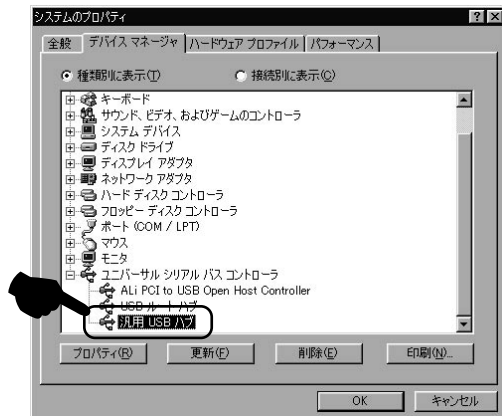 システムのプロパティ
全般 デバイス マネージャ ハードウェア プロファイル パフォーマンス
種類別に表示(T) 接続別に表示(C)
キーボード
サウンド、ビデオ、およびゲームのコントローラ
システム デバイス
ディスク ドライブ
ディスプレイ アダプタ
ネットワーク アダプタ
ハード ディスク コントローラ
フロッピー ディスク コントローラ
ポート (COM / LPT)
マウス
モニタ
ユニバーサル シリアル バス コントローラ
ALi PCI to USB Open Host Controller
USB ルート ハブ
汎用 USB ハブ
プロパティ(R) 更新(F) 削除(E) 印刷(N)...
OK キャンセル